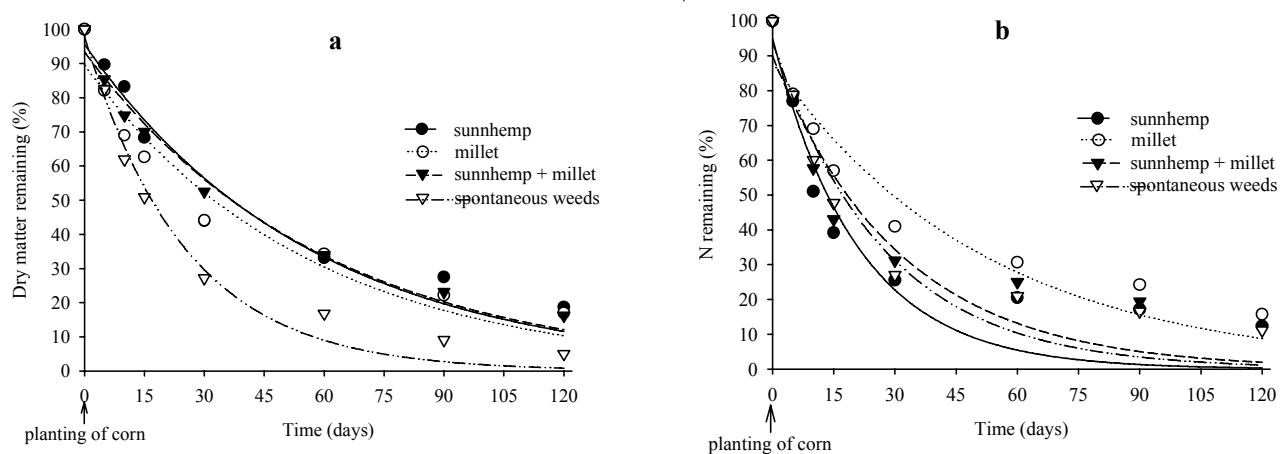 a
Dry matter remaining (%)
100
90
80
70
60
50
40
30
20
10
0
sunnhemp
millet
sunnhemp + millet
spontaneous weeds
0 15 30 45 60 75 90 105 120
Time (days)
planting of corn
b
N remaining (%)
100
90
80
70
60
50
40
30
20
10
0
sunnhemp
millet
sunnhemp + millet
spontaneous weeds
0 15 30 45 60 75 90 105 120
Time (days)
planting of corn